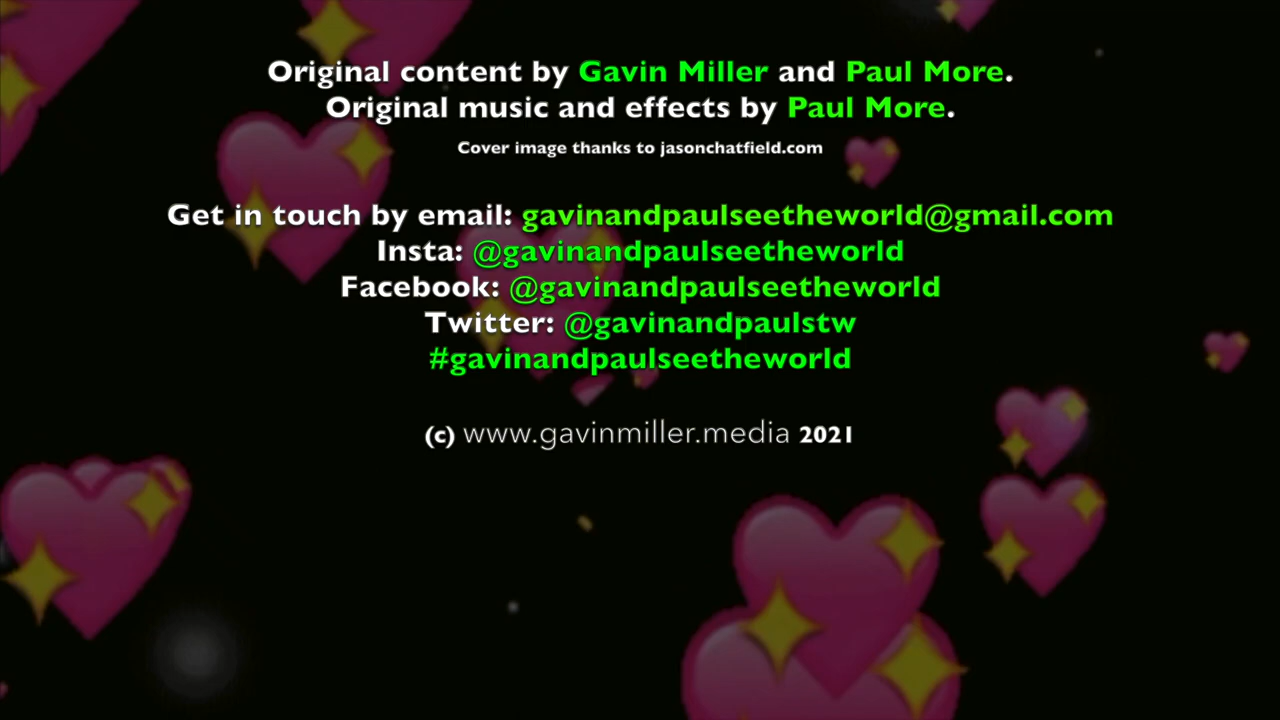 Original content by Gavin Miller and Paul More.
Original music and effects by Paul More.
Cover image thanks to jasonchatfield.com
Get in touch by email: gavinandpaulseetheworld@gmail.com
Insta: @gavinandpaulseetheworld
Facebook: @gavinandpaulseetheworld
Twitter: @gavinandpaulstw
#gavinandpaulseetheworld
(c) www.gavinmiller.media 2021